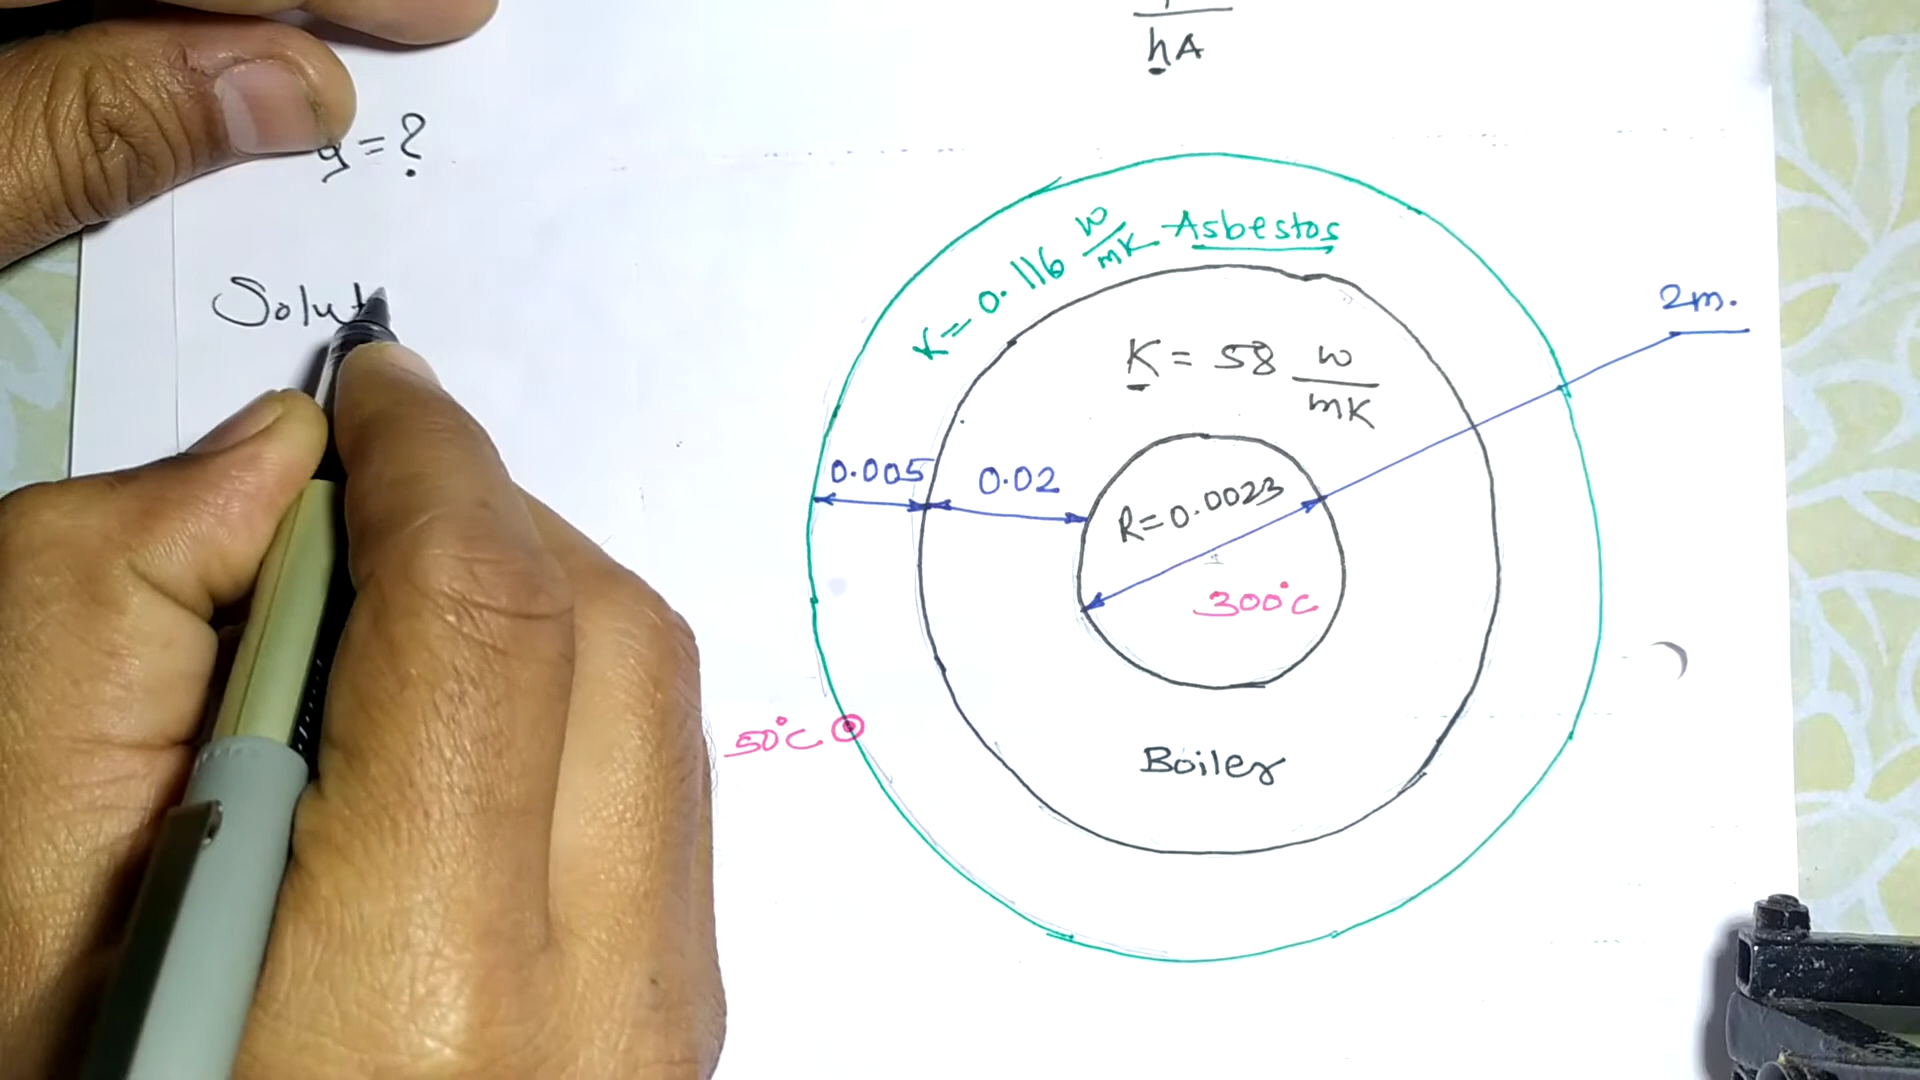 hA
q=?
Solut
K=0.116 w/mK Asbestos
2m.
K = 58 w/mK
0.005
0.02
R=0.0023
300°C
50°C
Boiler